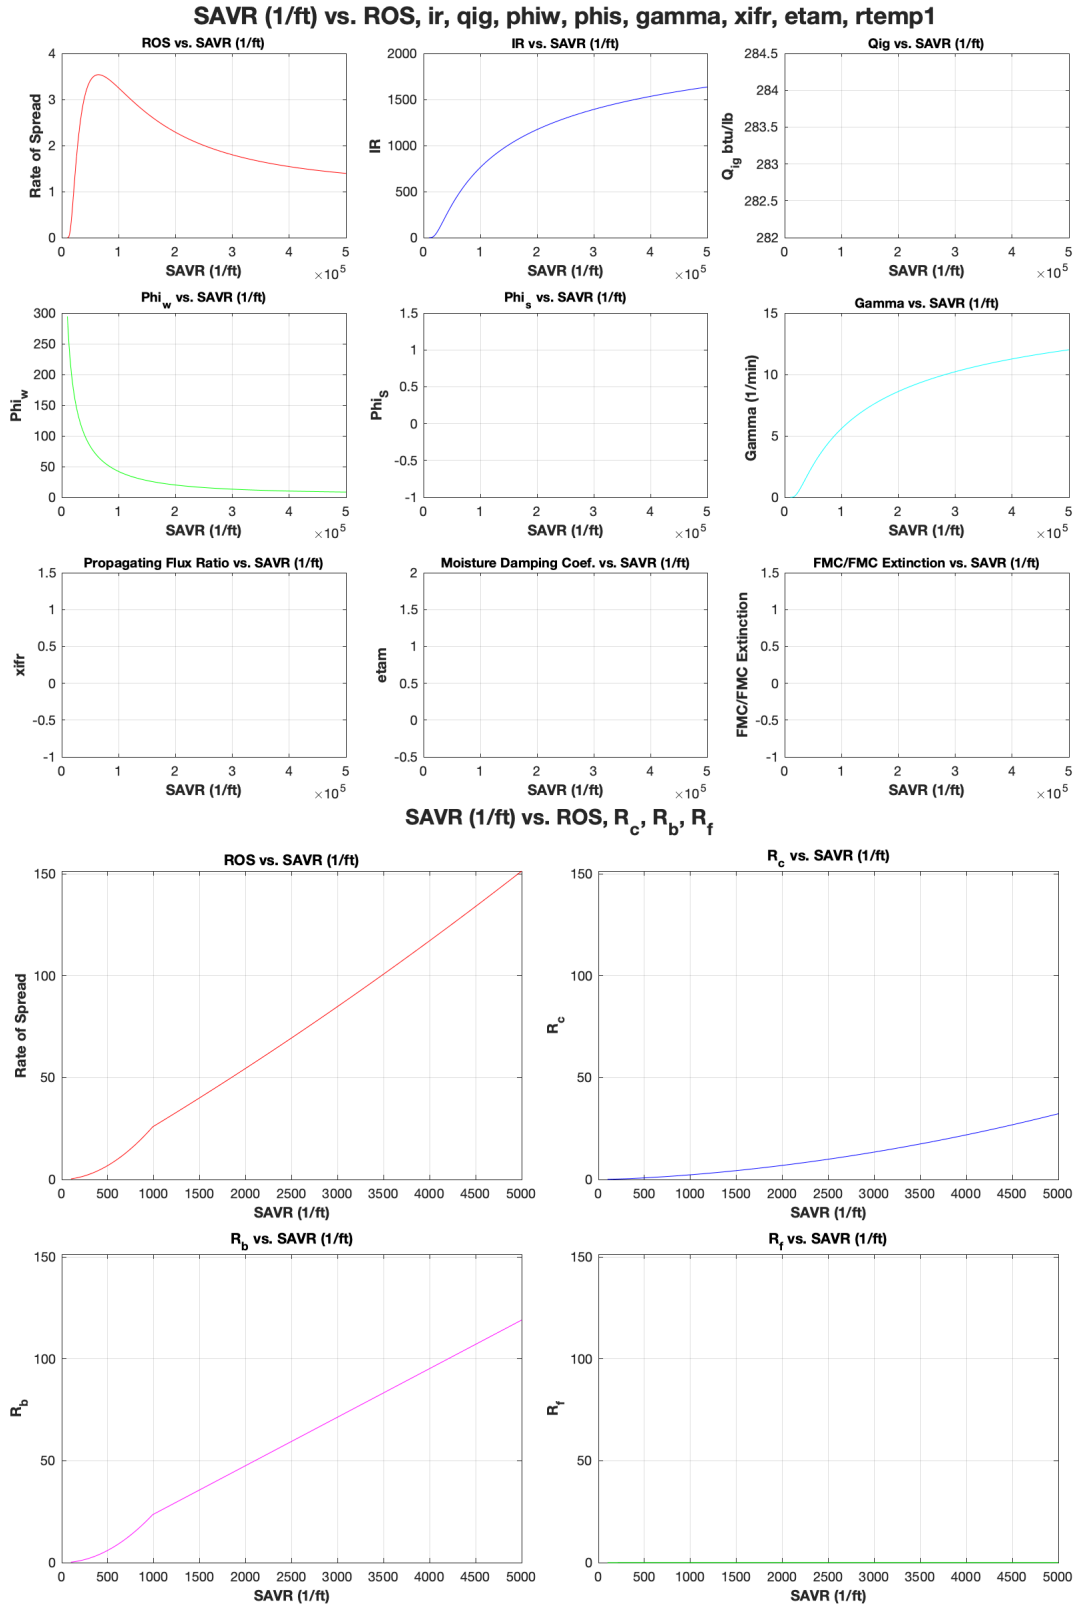 SAVR (1/ft) vs. ROS, ir, qig, phiw, phis, gamma, xifr, etam, rtemp1
ROS vs. SAVR (1/ft)
Rate of Spread
4
3
2
1
0
0 1 2 3 4 5
SAVR (1/ft)
×10^5
IR vs. SAVR (1/ft)
IR
2000
1500
1000
500
0
0 1 2 3 4 5
SAVR (1/ft)
×10^5
Qig vs. SAVR (1/ft)
Q_ig btu/lb
284.5
284
283.5
283
282.5
282
0 1 2 3 4 5
SAVR (1/ft)
×10^5
Phi_w vs. SAVR (1/ft)
Phi_w
300
250
200
150
100
50
0
0 1 2 3 4 5
SAVR (1/ft)
×10^5
Phi_s vs. SAVR (1/ft)
Phi_S
1.5
1
0.5
0
-0.5
-1
0 1 2 3 4 5
SAVR (1/ft)
×10^5
Gamma vs. SAVR (1/ft)
Gamma (1/min)
15
10
5
0
0 1 2 3 4 5
SAVR (1/ft)
×10^5
Propagating Flux Ratio vs. SAVR (1/ft)
xifr
1.5
1
0.5
0
-0.5
-1
0 1 2 3 4 5
SAVR (1/ft)
×10^5
Moisture Damping Coef. vs. SAVR (1/ft)
etam
2
1.5
1
0.5
0
-0.5
0 1 2 3 4 5
SAVR (1/ft)
×10^5
FMC/FMC Extinction vs. SAVR (1/ft)
FMC/FMC Extinction
1.5
1
0.5
0
-0.5
-1
0 1 2 3 4 5
SAVR (1/ft)
×10^5
SAVR (1/ft) vs. ROS, R_c, R_b, R_f
ROS vs. SAVR (1/ft)
Rate of Spread
150
100
50
0
0 500 1000 1500 2000 2500 3000 3500 4000 4500 5000
SAVR (1/ft)
R_c vs. SAVR (1/ft)
R_c
150
100
50
0
0 500 1000 1500 2000 2500 3000 3500 4000 4500 5000
SAVR (1/ft)
R_b vs. SAVR (1/ft)
R_b
150
100
50
0
0 500 1000 1500 2000 2500 3000 3500 4000 4500 5000
SAVR (1/ft)
R_f vs. SAVR (1/ft)
R_f
150
100
50
0
0 500 1000 1500 2000 2500 3000 3500 4000 4500 5000
SAVR (1/ft)